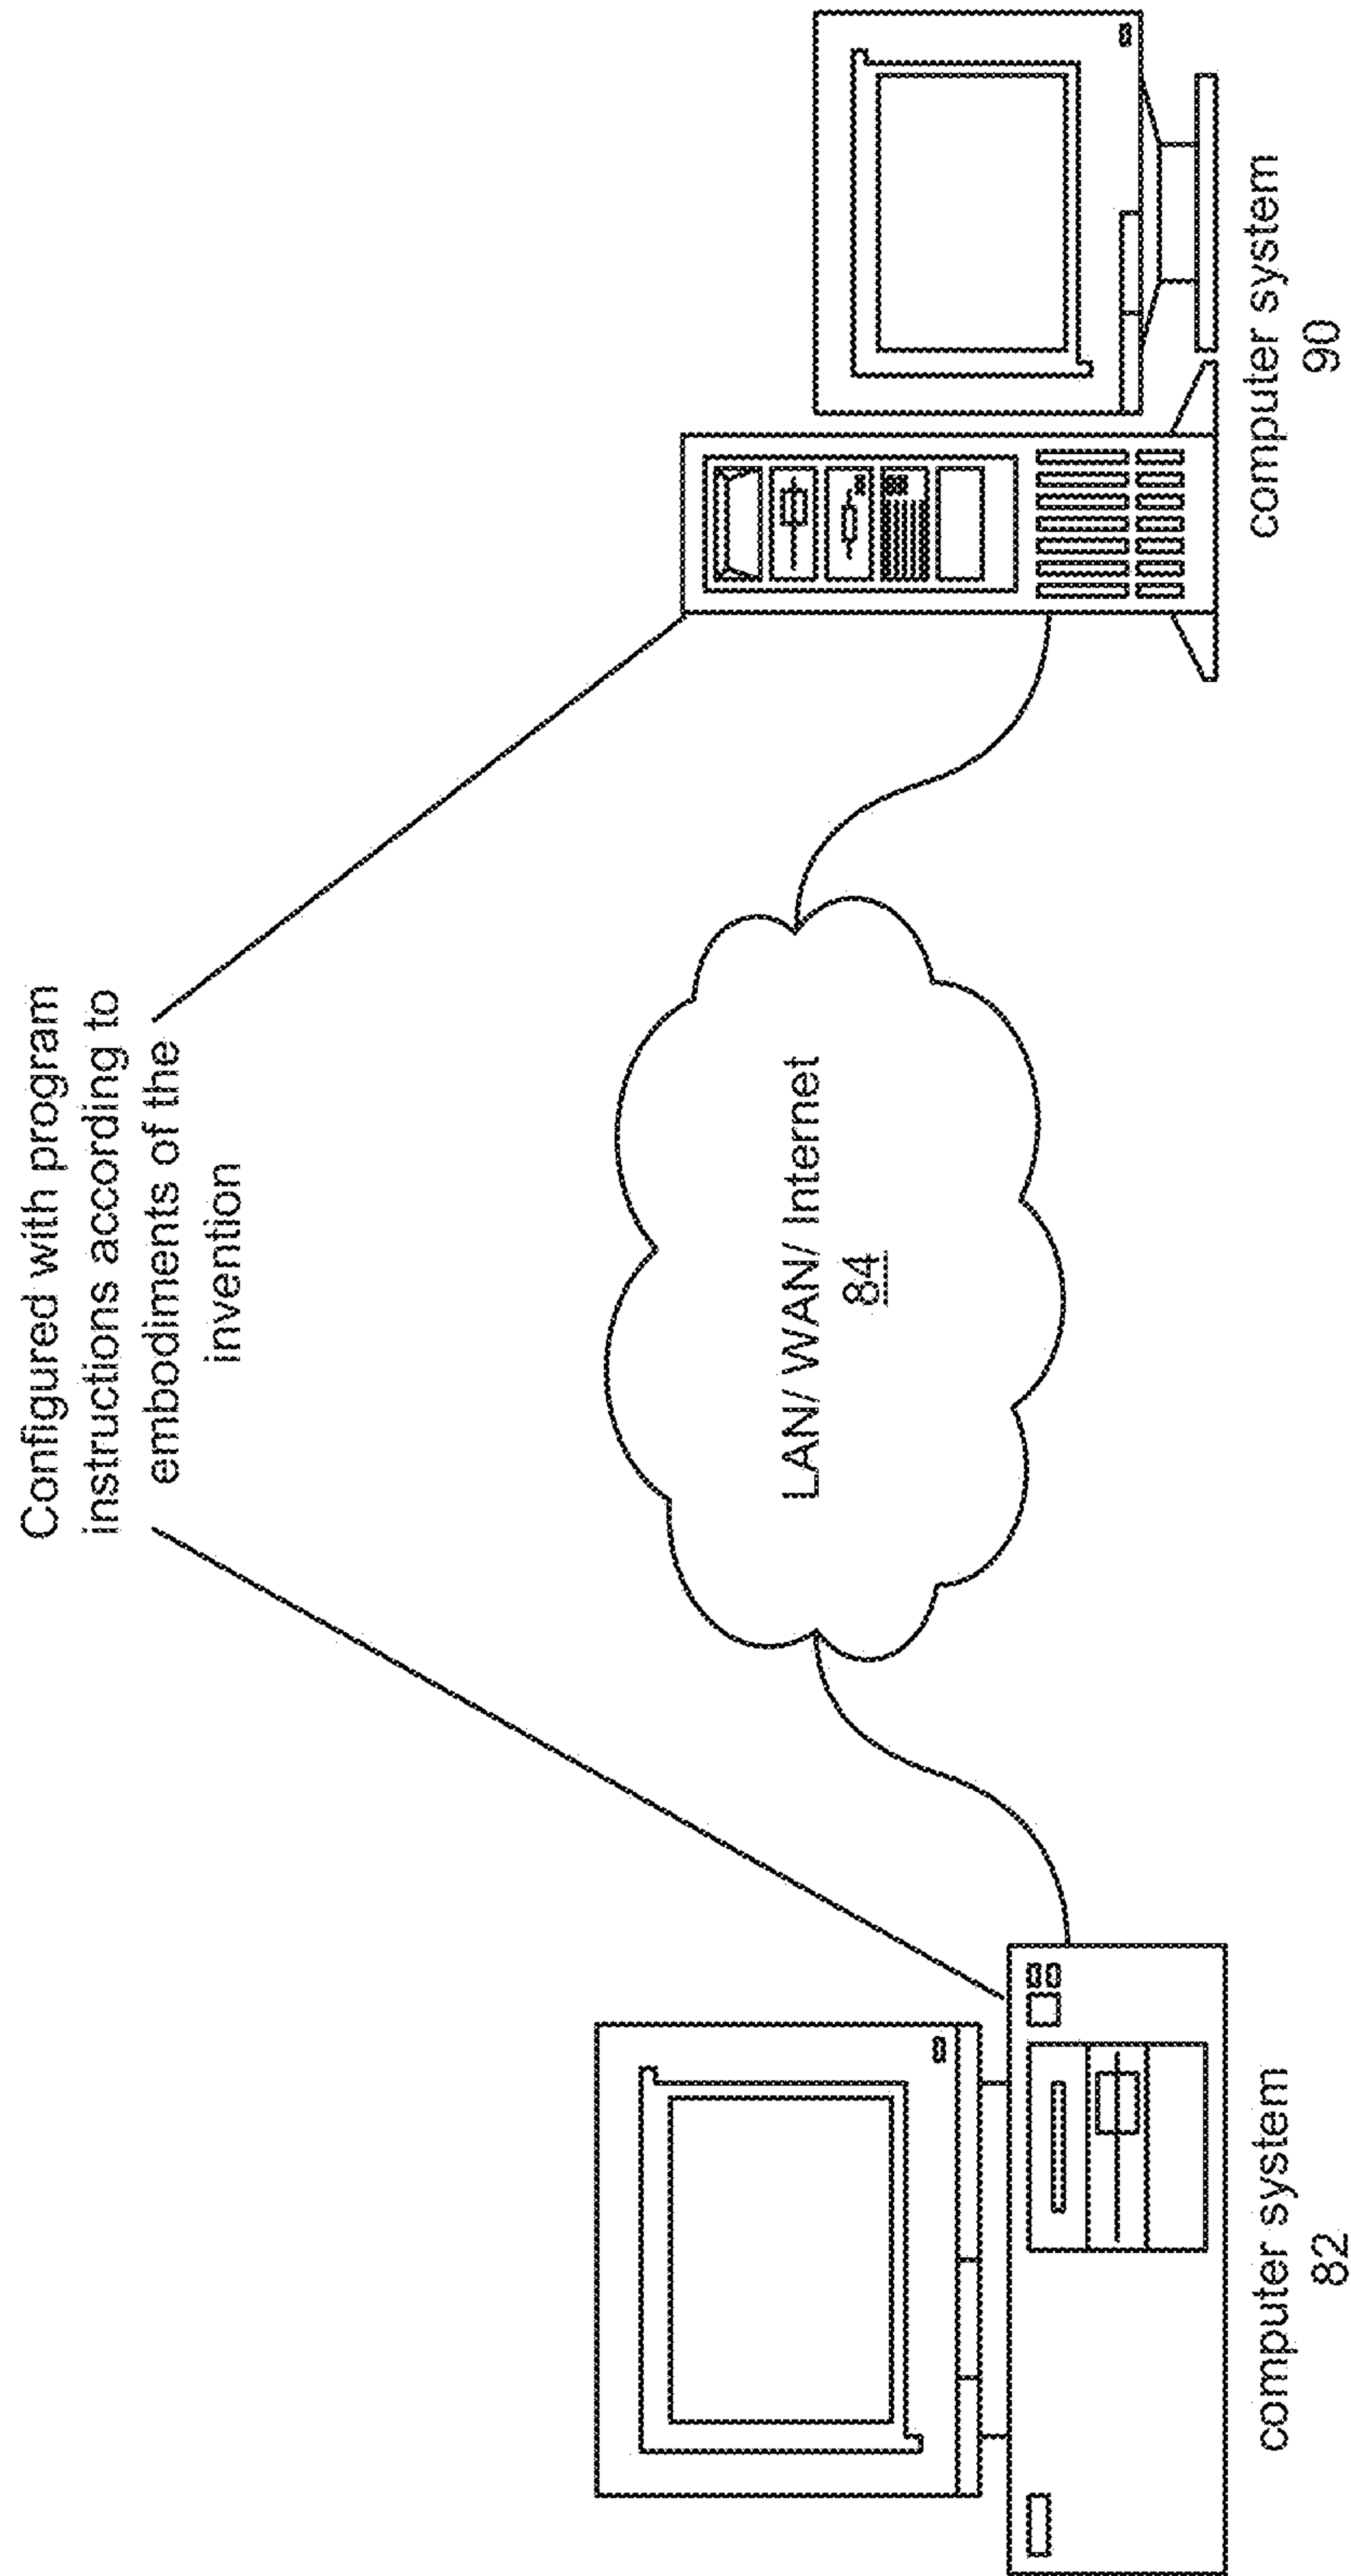 Configured with program
instructions according to
embodiments of the
invention
LAN/ WAN/ Internet
84
computer system
82
computer system
90